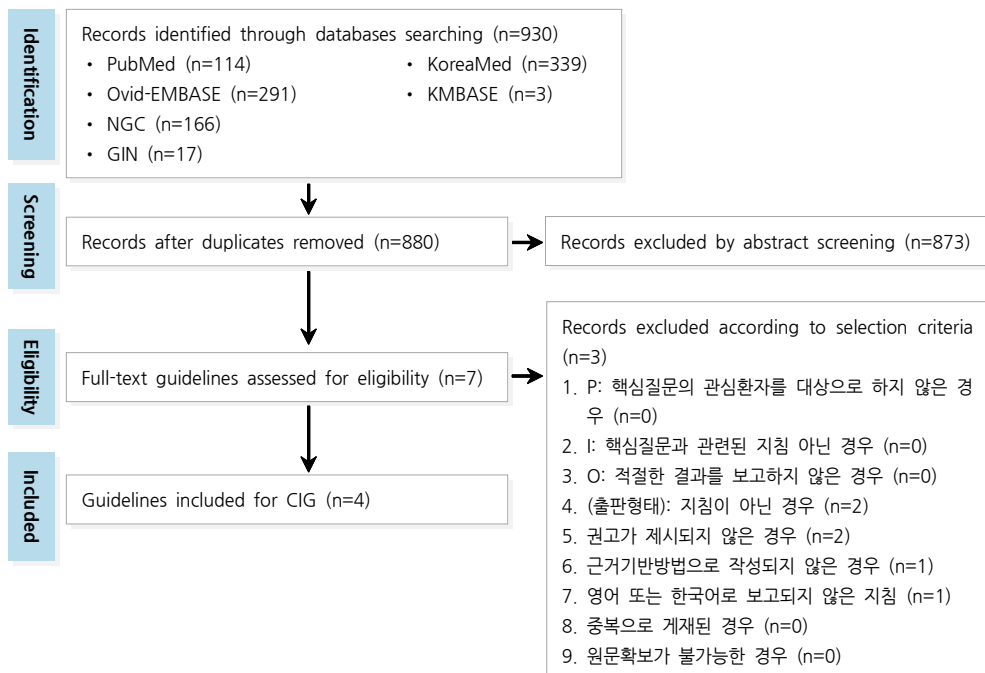 Identification
Records identified through databases searching (n=930)
• PubMed (n=114)
• Ovid-EMBASE (n=291)
• NGC (n=166)
• GIN (n=17)
• KoreaMed (n=339)
• KMBASE (n=3)
Screening
Records after duplicates removed (n=880)
Records excluded by abstract screening (n=873)
Eligibility
Full-text guidelines assessed for eligibility (n=7)
Records excluded according to selection criteria
(n=3)
1. P: 핵심질문의 관심환자를 대상으로 하지 않은 경
우 (n=0)
2. I: 핵심질문과 관련된 지침 아닌 경우 (n=0)
3. O: 적절한 결과를 보고하지 않은 경우 (n=0)
4. (출판형태): 지침이 아닌 경우 (n=2)
5. 권고가 제시되지 않은 경우 (n=2)
6. 근거기반방법으로 작성되지 않은 경우 (n=1)
7. 영어 또는 한국어로 보고되지 않은 지침 (n=1)
8. 중복으로 게재된 경우 (n=0)
9. 원문확보가 불가능한 경우 (n=0)
Included
Guidelines included for CIG (n=4)